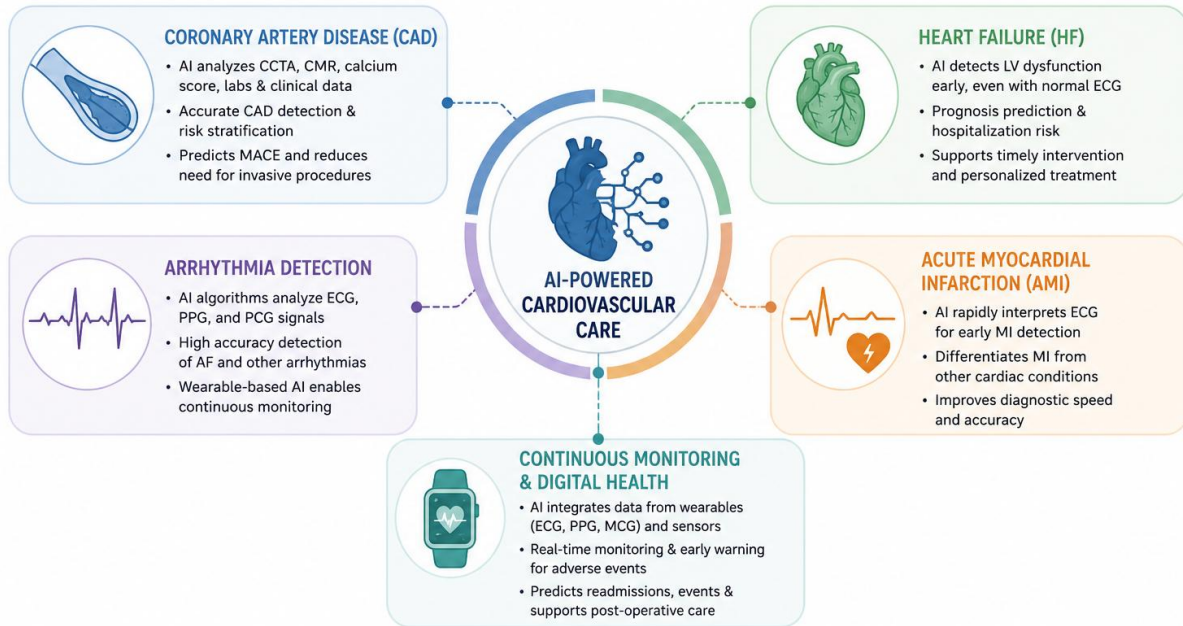 CORONARY ARTERY DISEASE (CAD)
• AI analyzes CCTA, CMR, calcium
score, labs & clinical data
• Accurate CAD detection &
risk stratification
• Predicts MACE and reduces
need for invasive procedures
HEART FAILURE (HF)
• AI detects LV dysfunction
early, even with normal ECG
• Prognosis prediction &
hospitalization risk
• Supports timely intervention
and personalized treatment
AI-POWERED
CARDIOVASCULAR
CARE
ARRHYTHMIA DETECTION
• AI algorithms analyze ECG,
PPG, and PCG signals
• High accuracy detection
of AF and other arrhythmias
• Wearable-based AI enables
continuous monitoring
ACUTE MYOCARDIAL
INFARCTION (AMI)
• AI rapidly interprets ECG
for early MI detection
• Differentiates MI from
other cardiac conditions
• Improves diagnostic speed
and accuracy
CONTINUOUS MONITORING
& DIGITAL HEALTH
• AI integrates data from wearables
(ECG, PPG, MCG) and sensors
• Real-time monitoring & early warning
for adverse events
• Predicts readmissions, events &
supports post-operative care